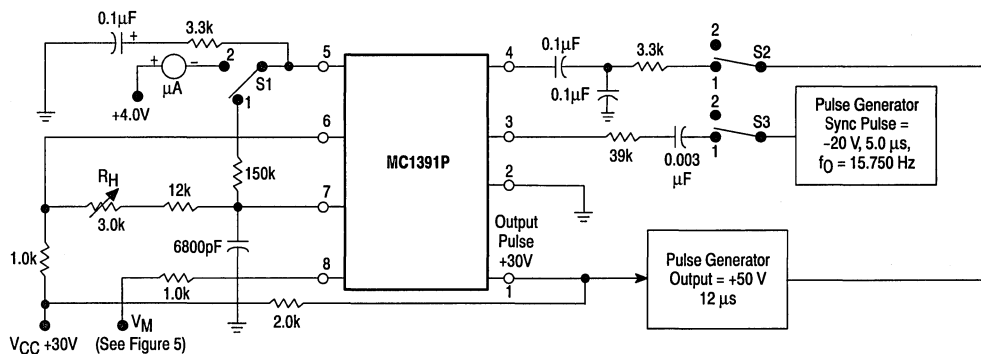 0.1µF
+
3.3k
5
+
-
2
µA
+4.0V
S1
1
6
RH
3.0k
12k
150k
7
1.0k
6800pF
8
1.0k
2.0k
VCC +30V
VM
(See Figure 5)
MC1391P
4
0.1µF
3.3k
2
1
S2
0.1µF
3
39k
0.003
µF
2
1
S3
2
Output
Pulse
+30V
1
Pulse Generator
Sync Pulse =
–20 V, 5.0 µs,
fO = 15.750 Hz
Pulse Generator
Output = +50 V
12 µs